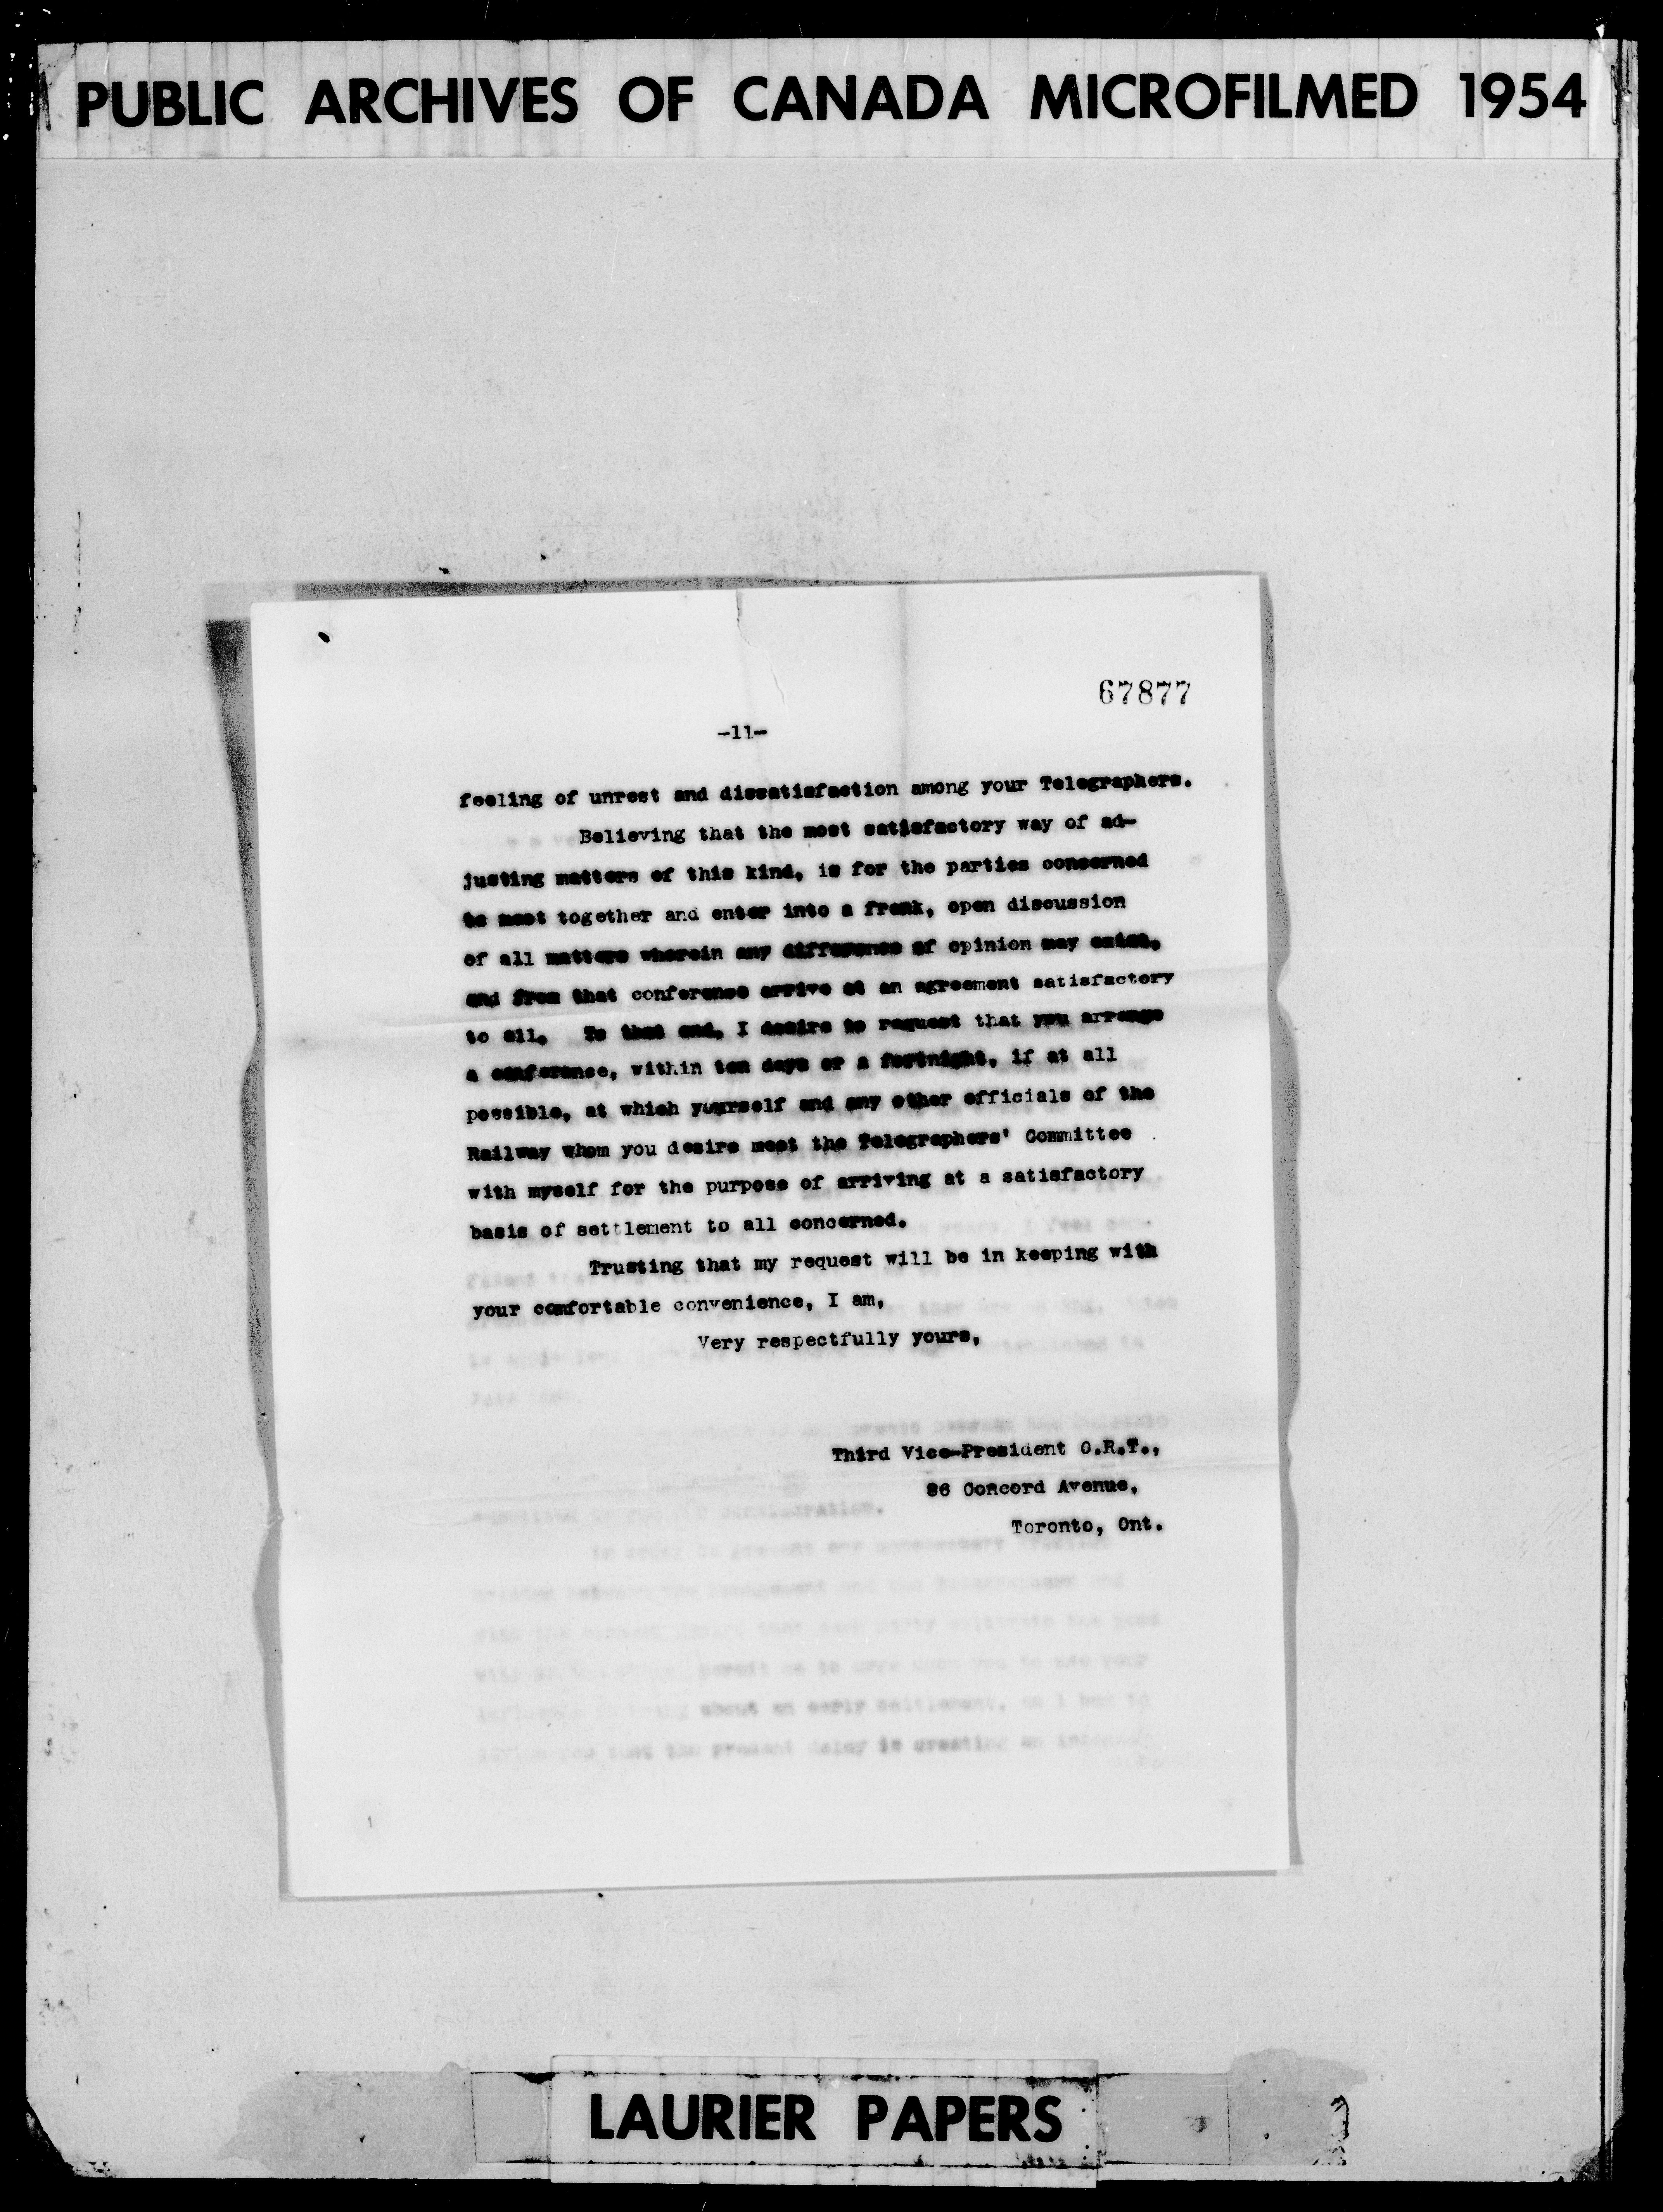 PUBLIC ARCHIVES OF CANADA MICROFILMED 1954
67877
-11-
feeling of unrest and dissatisfaction among your Telegraphers.
Believing that the most satisfactory way of ad-
justing matters of this kind, is for the parties concerned
to meet together and enter into a frank, open discussion
of all matters wherein any difference of opinion may exist,
and from that conference arrive at an agreement satisfactory
to all. To that end, I desire to request that you arrange
a conference, within ten days or a fortnight, if at all
possible, at which yourself and any other officials of the
Railway whom you desire meet the Telegraphers' Committee
with myself for the purpose of arriving at a satisfactory
basis of settlement to all concerned.
Trusting that my request will be in keeping with
your comfortable convenience, I am,
Very respectfully yours,
Third Vice-President O.R.T.,
86 Concord Avenue,
Toronto, Ont.
LAURIER PAPERS